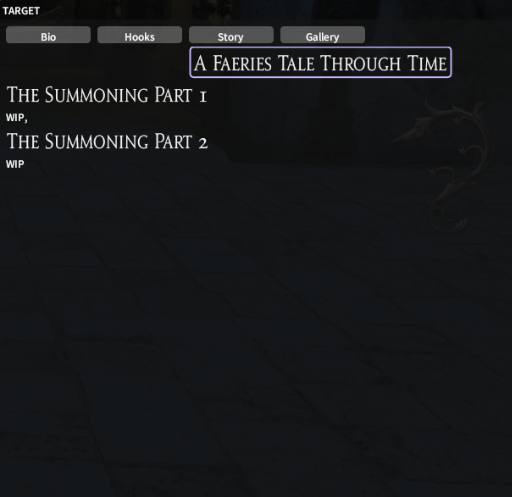 TARGET
Bio Hooks Story Gallery
A Faeries Tale Through Time
The Summoning Part 1
WIP,
The Summoning Part 2
WIP